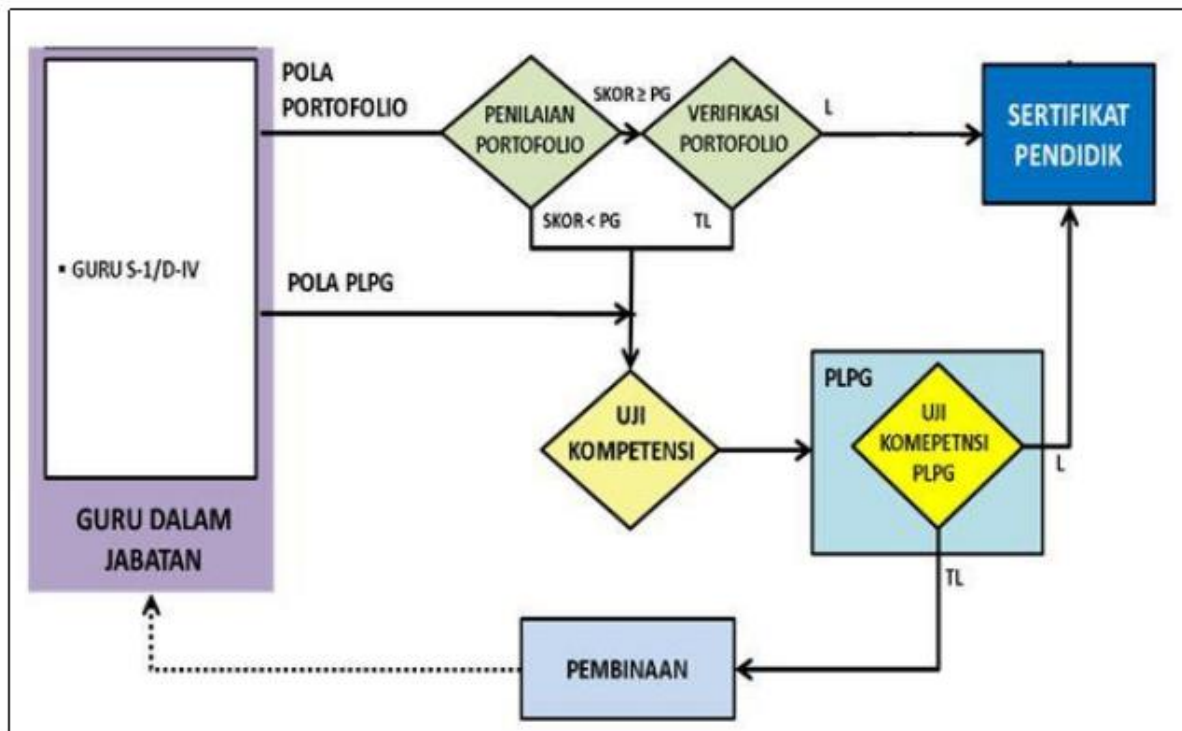 POLA
PORTOFOLIO
PENILAIAN
PORTOFOLIO
SKOR ≥ PG
VERIFIKASI
PORTOFOLIO
L
SERTIFIKAT
PENDIDIK
SKOR < PG
TL
▪ GURU S-1/D-IV
POLA PLPG
GURU DALAM
JABATAN
UJI
KOMPETENSI
PLPG
UJI
KOMEPETNSI
PLPG
L
TL
PEMBINAAN